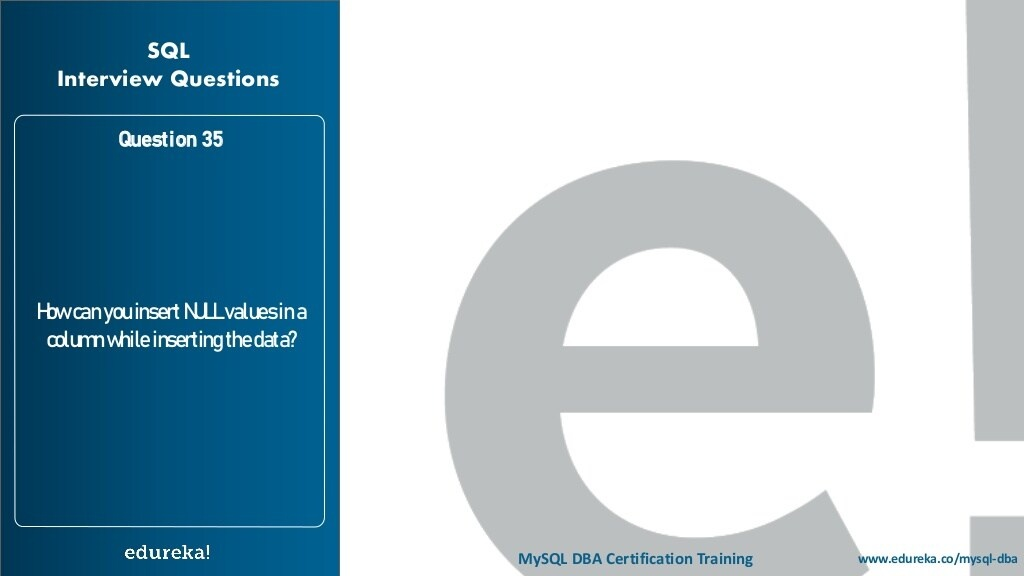 SQL
Interview Questions
Question 35
How can you insert NULL values in a
column while inserting the data?
edureka!
e!
MySQL DBA Certification Training
www.edureka.co/mysql-dba